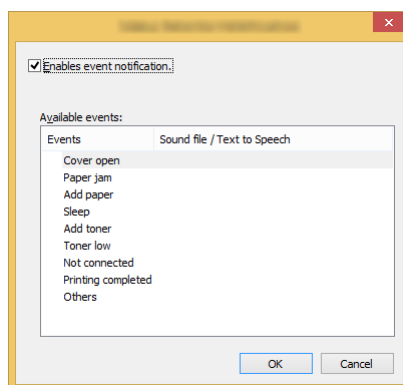 Enables event notification.
Available events:
Events Sound file / Text to Speech
Cover open
Paper jam
Add paper
Sleep
Add toner
Toner low
Not connected
Printing completed
Others
OK Cancel